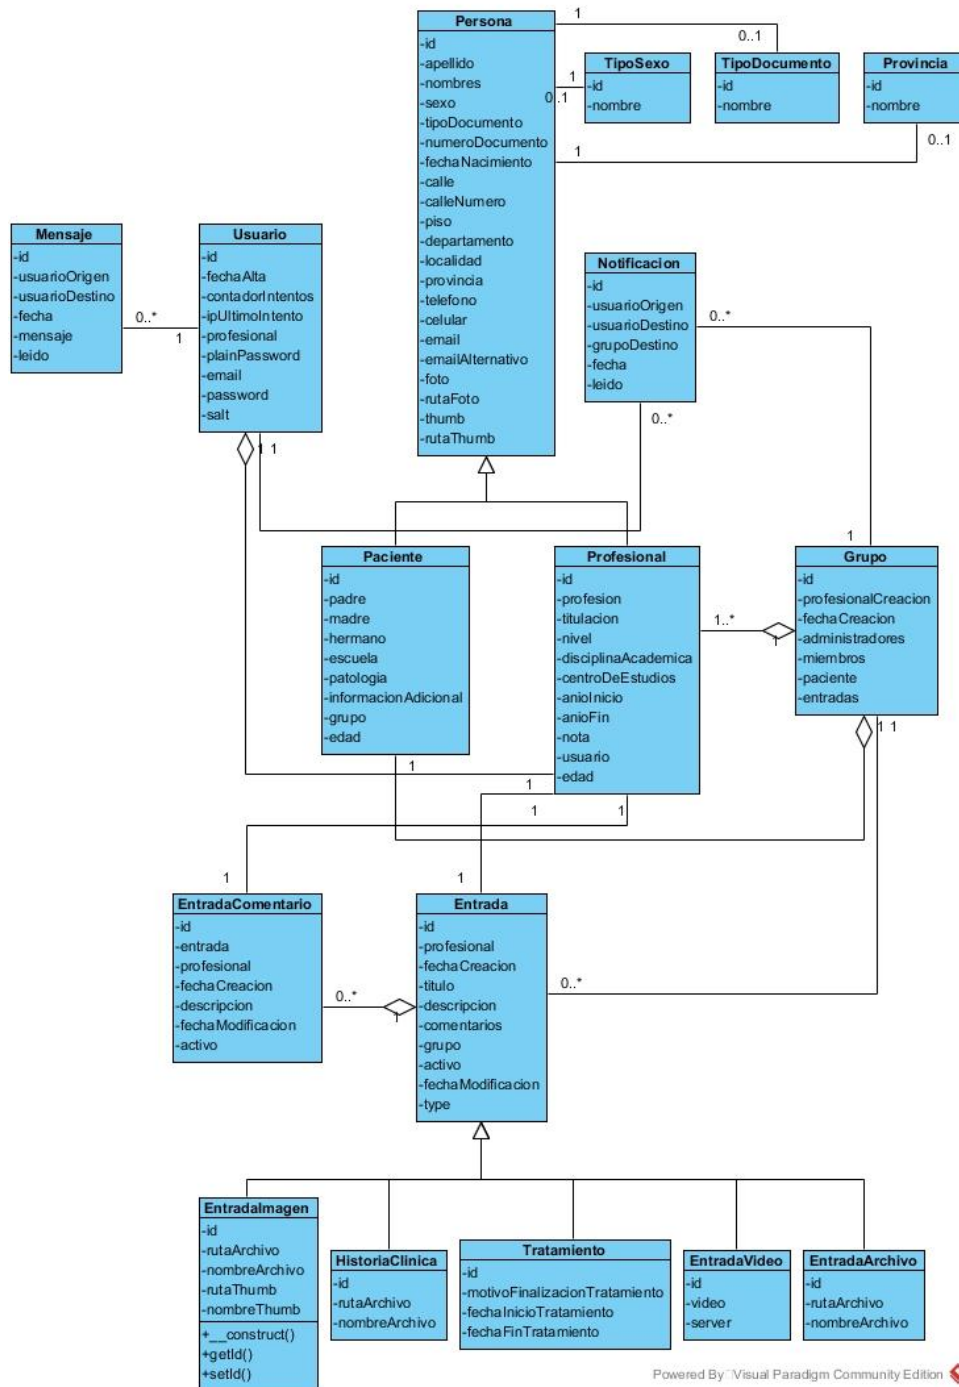 Persona
-id
-apellido
-nombres
-sexo
-tipoDocumento
-numeroDocumento
-fechaNacimiento
-calle
-calleNumero
-piso
-departamento
-localidad
-provincia
-telefono
-celular
-email
-emailAlternativo
-foto
-rutaFoto
-thumb
-rutaThumb
1
0..1
1
0..1
1
0..1
TipoSexo
-id
-nombre
TipoDocumento
-id
-nombre
Provincia
-id
-nombre
Mensaje
-id
-usuarioOrigen
-usuarioDestino
-fecha
-mensaje
-leido
0..*
1
Usuario
-id
-fechaAlta
-contadorIntentos
-ipUltimoIntento
-profesional
-plainPassword
-email
-password
-salt
1 1
Notificacion
-id
-usuarioOrigen
-usuarioDestino
-grupoDestino
-fecha
-leido
0..*
0..*
1
Paciente
-id
-padre
-madre
-hermano
-escuela
-patologia
-informacionAdicional
-grupo
-edad
1
Profesional
-id
-profesion
-titulacion
-nivel
-disciplinaAcademica
-centroDeEstudios
-anioInicio
-anioFin
-nota
-usuario
-edad
1..*
1
Grupo
-id
-profesionalCreacion
-fechaCreacion
-administradores
-miembros
-paciente
-entradas
1 1
1
1
1
1
1
EntradaComentario
-id
-entrada
-profesional
-fechaCreacion
-descripcion
-fechaModificacion
-activo
0..*
1
Entrada
-id
-profesional
-fechaCreacion
-titulo
-descripcion
-comentarios
-grupo
-activo
-fechaModificacion
-type
0..*
EntradaImagen
-id
-rutaArchivo
-nombreArchivo
-rutaThumb
-nombreThumb
+__construct()
+getId()
+setId()
HistoriaClinica
-id
-rutaArchivo
-nombreArchivo
Tratamiento
-id
-motivoFinalizacionTratamiento
-fechaInicioTratamiento
-fechaFinTratamiento
EntradaVideo
-id
-video
-server
EntradaArchivo
-id
-rutaArchivo
-nombreArchivo
Powered By Visual Paradigm Community Edition